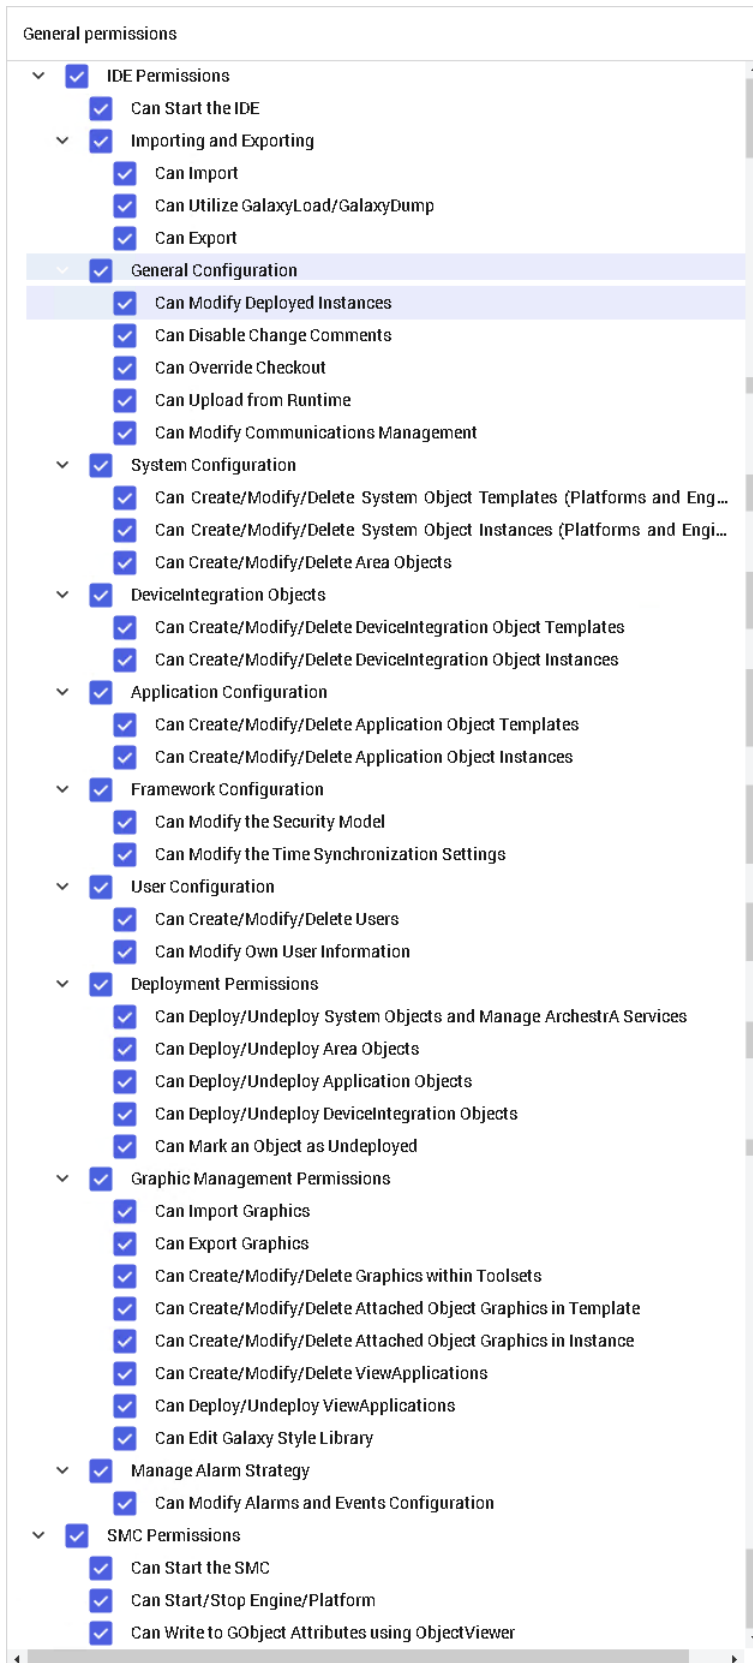 General permissions
IDE Permissions
Can Start the IDE
Importing and Exporting
Can Import
Can Utilize GalaxyLoad/GalaxyDump
Can Export
General Configuration
Can Modify Deployed Instances
Can Disable Change Comments
Can Override Checkout
Can Upload from Runtime
Can Modify Communications Management
System Configuration
Can Create/Modify/Delete System Object Templates (Platforms and Eng...
Can Create/Modify/Delete System Object Instances (Platforms and Engi...
Can Create/Modify/Delete Area Objects
DeviceIntegration Objects
Can Create/Modify/Delete DeviceIntegration Object Templates
Can Create/Modify/Delete DeviceIntegration Object Instances
Application Configuration
Can Create/Modify/Delete Application Object Templates
Can Create/Modify/Delete Application Object Instances
Framework Configuration
Can Modify the Security Model
Can Modify the Time Synchronization Settings
User Configuration
Can Create/Modify/Delete Users
Can Modify Own User Information
Deployment Permissions
Can Deploy/Undeploy System Objects and Manage ArchestrA Services
Can Deploy/Undeploy Area Objects
Can Deploy/Undeploy Application Objects
Can Deploy/Undeploy DeviceIntegration Objects
Can Mark an Object as Undeployed
Graphic Management Permissions
Can Import Graphics
Can Export Graphics
Can Create/Modify/Delete Graphics within Toolsets
Can Create/Modify/Delete Attached Object Graphics in Template
Can Create/Modify/Delete Attached Object Graphics in Instance
Can Create/Modify/Delete ViewApplications
Can Deploy/Undeploy ViewApplications
Can Edit Galaxy Style Library
Manage Alarm Strategy
Can Modify Alarms and Events Configuration
SMC Permissions
Can Start the SMC
Can Start/Stop Engine/Platform
Can Write to GObject Attributes using ObjectViewer